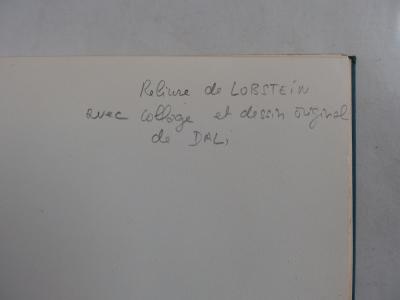 Reliure de LOBSTEIN
avec collage et dessin original
de DALi